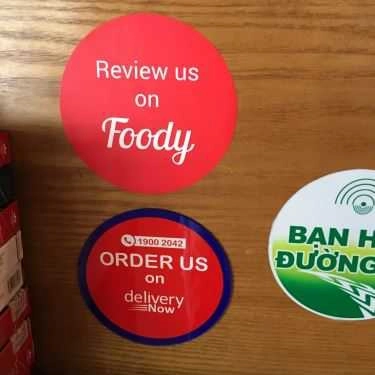 Review us
on
Foody
1900 2042
ORDER US
on
delivery
Now
BẠN H
ĐƯỜNG